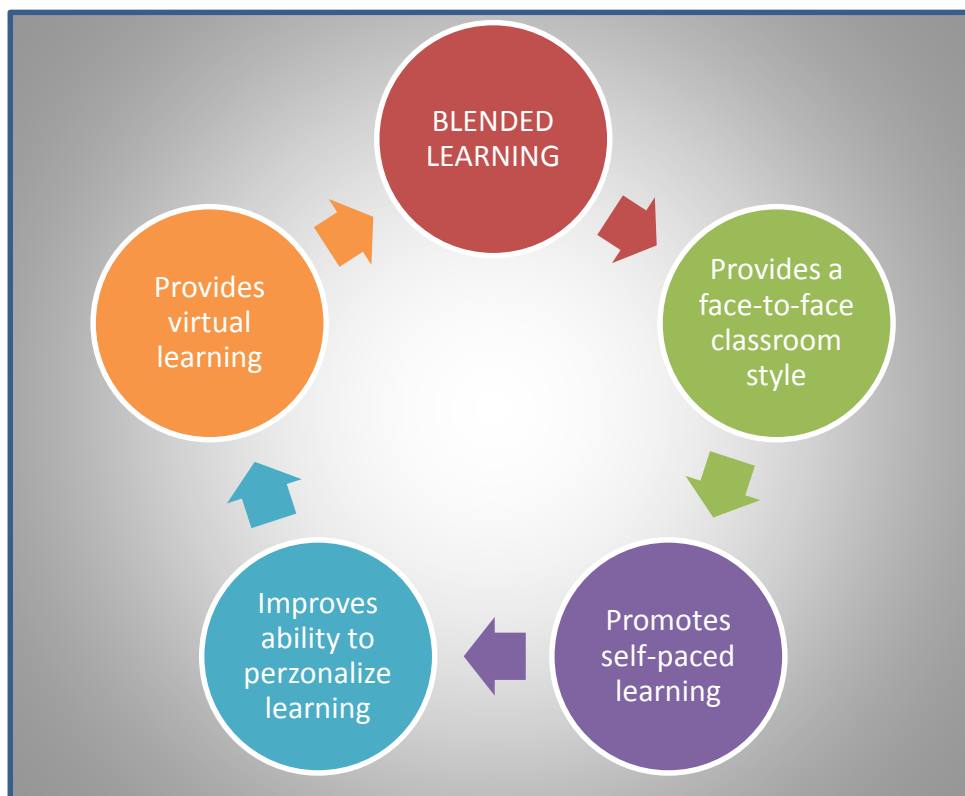 BLENDED
LEARNING
Provides a
face-to-face
classroom
style
Promotes
self-paced
learning
Improves
ability to
perzonalize
learning
Provides
virtual
learning